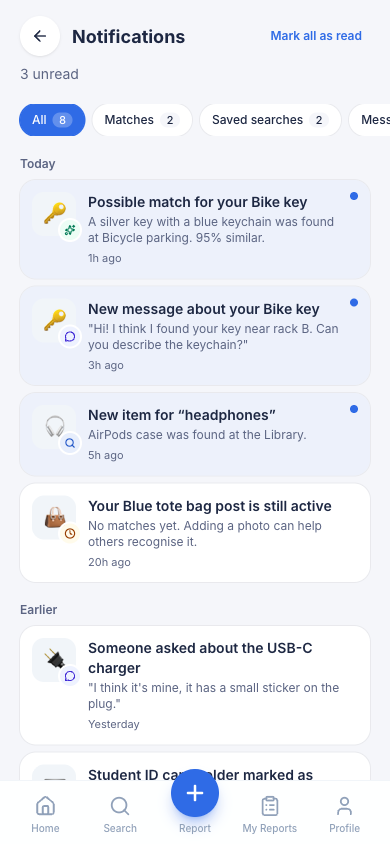 Notifications
Mark all as read
3 unread
All 8
Matches 2
Saved searches 2
Mess
Today
Possible match for your Bike key
A silver key with a blue keychain was found
at Bicycle parking. 95% similar.
1h ago
New message about your Bike key
"Hi! I think I found your key near rack B. Can
you describe the keychain?"
3h ago
New item for “headphones”
AirPods case was found at the Library.
5h ago
Your Blue tote bag post is still active
No matches yet. Adding a photo can help
others recognise it.
20h ago
Earlier
Someone asked about the USB-C
charger
"I think it's mine, it has a small sticker on the
plug."
Yesterday
Student ID marked as
Home
Search
Report
My Reports
Profile